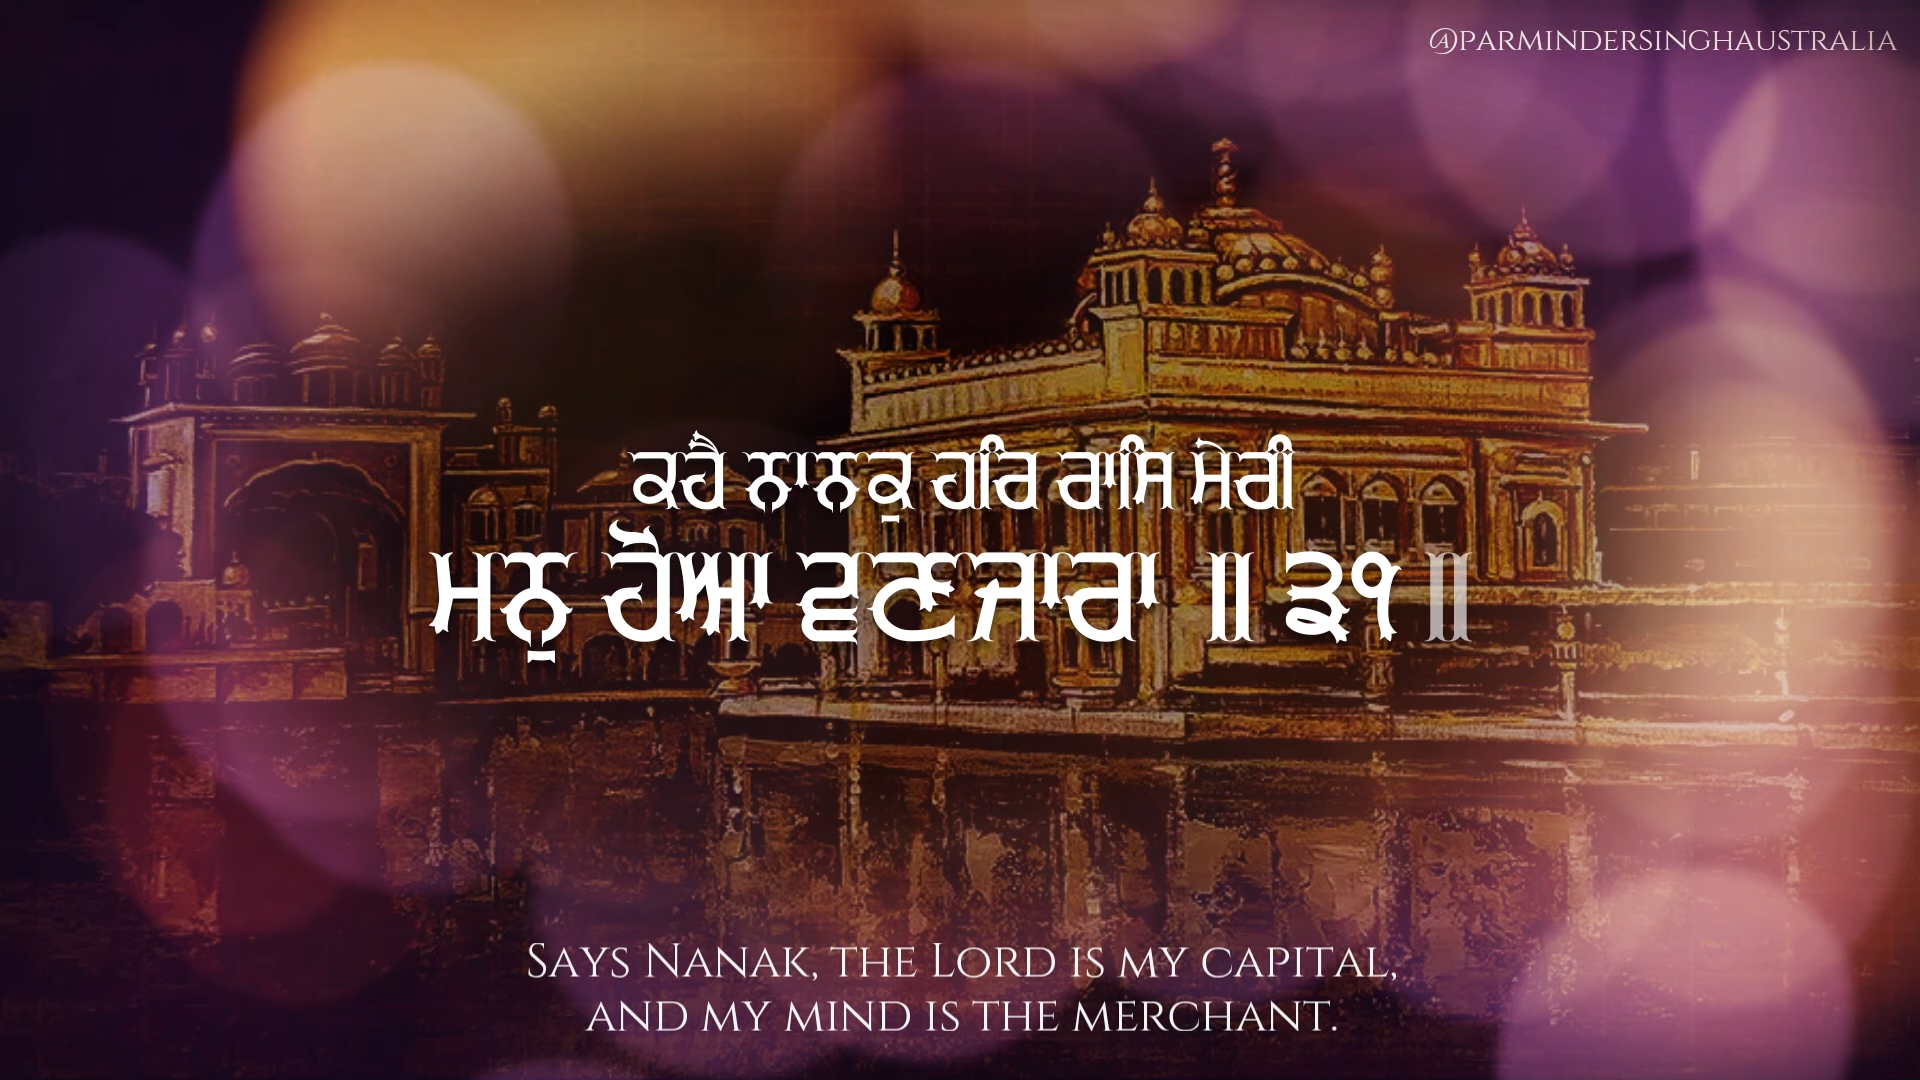 @PARMINDERSINGHAUSTRALIA
ਕਹੈ ਨਾਨਕੁ ਹਰਿ ਰਾਸਿ ਮੇਰੀ
ਮਨੁ ਹੋਆ ਵਣਜਾਰਾ ॥ ੩੧॥
SAYS NANAK, THE LORD IS MY CAPITAL,
AND MY MIND IS THE MERCHANT.